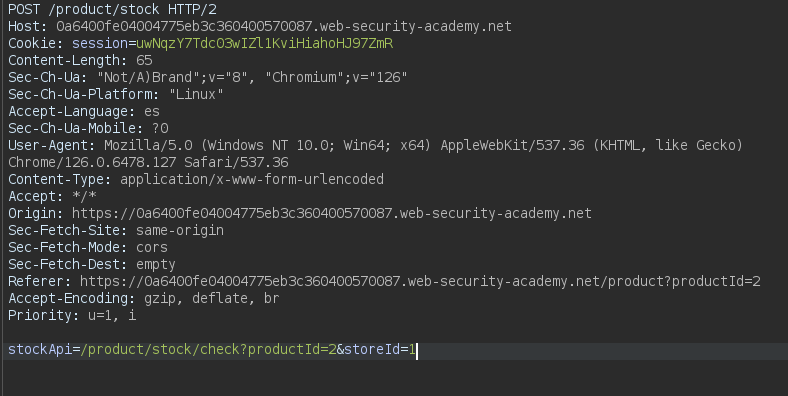 POST /product/stock HTTP/2
Host: 0a6400fe04004775eb3c360400570087.web-security-academy.net
Cookie: session=uwNqzY7Tdc03wIZl1KviHiahoHJ97ZmR
Content-Length: 65
Sec-Ch-Ua: "Not/A)Brand";v="8", "Chromium";v="126"
Sec-Ch-Ua-Platform: "Linux"
Accept-Language: es
Sec-Ch-Ua-Mobile: ?0
User-Agent: Mozilla/5.0 (Windows NT 10.0; Win64; x64) AppleWebKit/537.36 (KHTML, like Gecko)
Chrome/126.0.6478.127 Safari/537.36
Content-Type: application/x-www-form-urlencoded
Accept: */*
Origin: https://0a6400fe04004775eb3c360400570087.web-security-academy.net
Sec-Fetch-Site: same-origin
Sec-Fetch-Mode: cors
Sec-Fetch-Dest: empty
Referer: https://0a6400fe04004775eb3c360400570087.web-security-academy.net/product?productId=2
Accept-Encoding: gzip, deflate, br
Priority: u=1, i
stockApi=/product/stock/check?productId=2&storeId=1